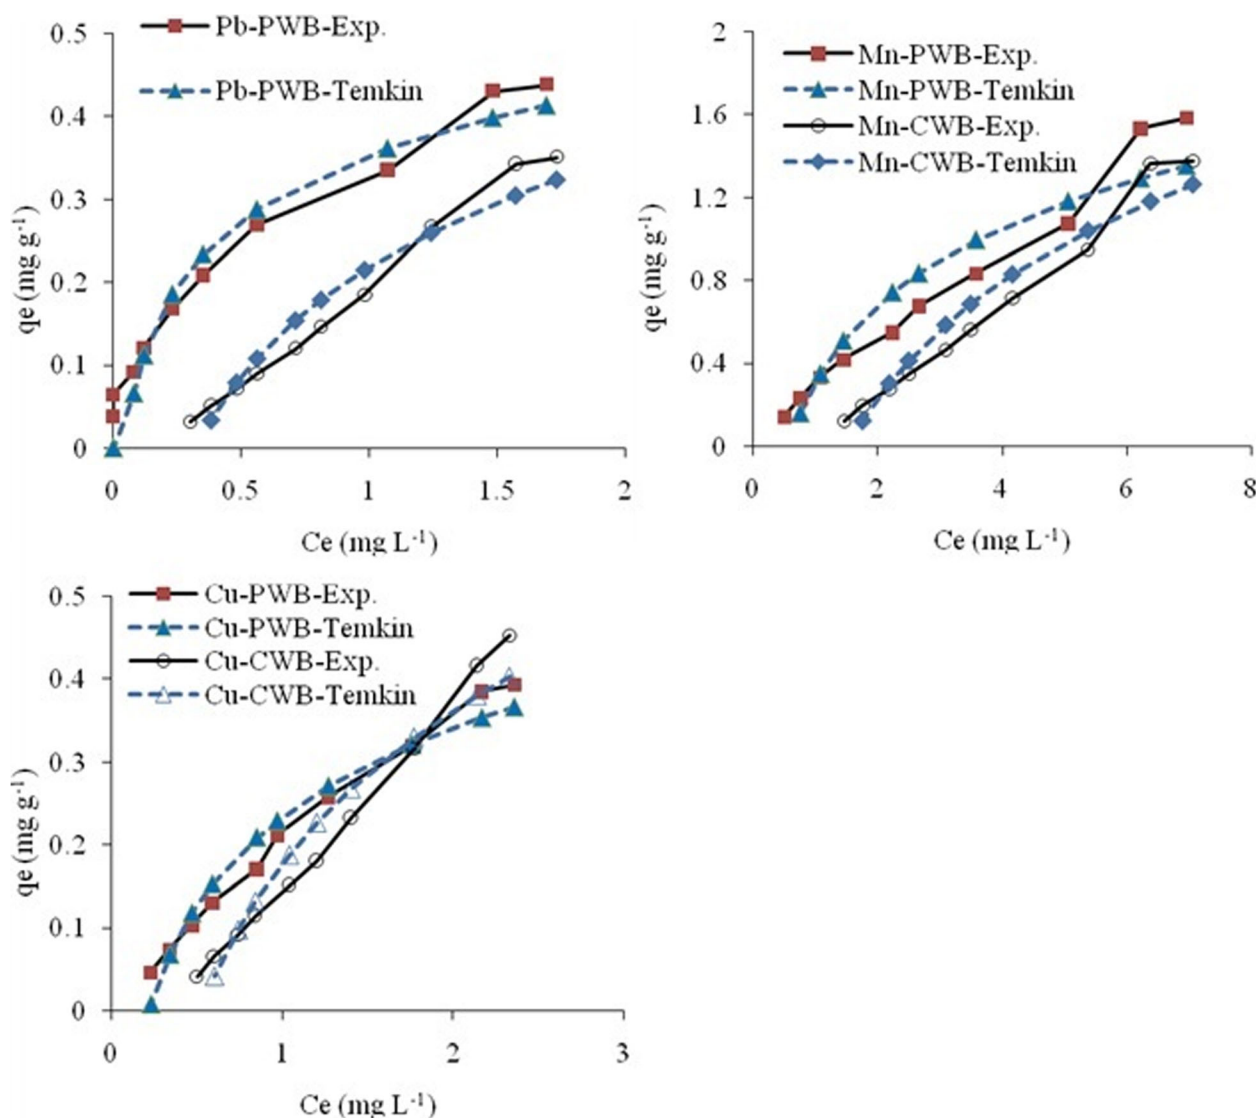 0.5
0.4
0.3
0.2
0.1
0
qe (mg g-1)
Pb-PWB-Exp.
Pb-PWB-Temkin
0 0.5 1 1.5 2
Ce (mg L-1)
2
1.6
1.2
0.8
0.4
0
qe (mg g-1)
Mn-PWB-Exp.
Mn-PWB-Temkin
Mn-CWB-Exp.
Mn-CWB-Temkin
0 2 4 6 8
Ce (mg L-1)
0.5
0.4
0.3
0.2
0.1
0
qe (mg g-1)
Cu-PWB-Exp.
Cu-PWB-Temkin
Cu-CWB-Exp.
Cu-CWB-Temkin
0 1 2 3
Ce (mg L-1)